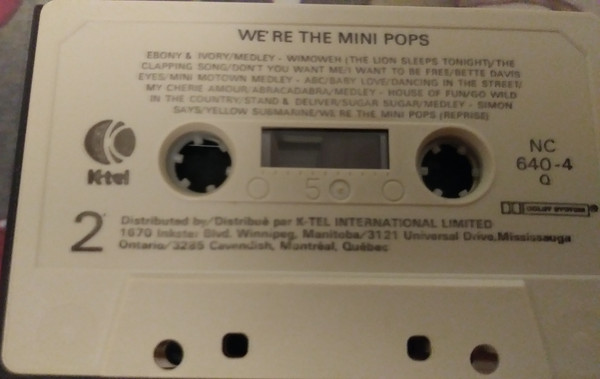 WE'RE THE MINI POPS
EBONY & IVORY/MEDLEY - WIMOWEH (THE LION SLEEPS TONIGHT)/THE
CLAPPING SONG/DON'T YOU WANT ME/I WANT TO BE FREE/BETTE DAVIS
EYES/MINI MOTOWN MEDLEY - ABC/BABY LOVE/DANCING IN THE STREET/
MY CHERIE AMOUR/ABRACADABRA/MEDLEY - HOUSE OF FUN/GO WILD
IN THE COUNTRY/STAND & DELIVER/SUGAR SUGAR/MEDLEY - SIMON
SAYS/YELLOW SUBMARINE/WE'RE THE MINI POPS (REPRISE)
K-tel
50
NC
640-4
Q
DOLBY SYSTEM
2
Distributed by/Distribué par K-TEL INTERNATIONAL LIMITED
1670 Inkster Blvd. Winnipeg, Manitoba/3121 Universal Drive, Mississauga
Ontario/3285 Cavendish, Montréal, Québec